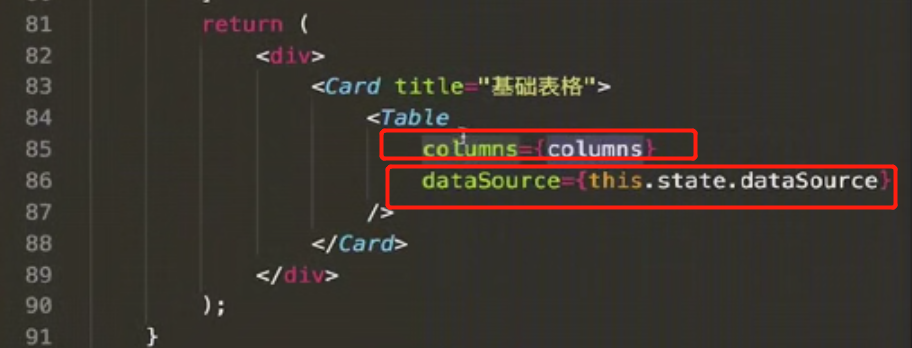 81 return (
82 <div>
83 <Card title="基础表格">
84 <Table
85 columns={columns}
86 dataSource={this.state.dataSource}
87 />
88 </Card>
89 </div>
90 );
91 }